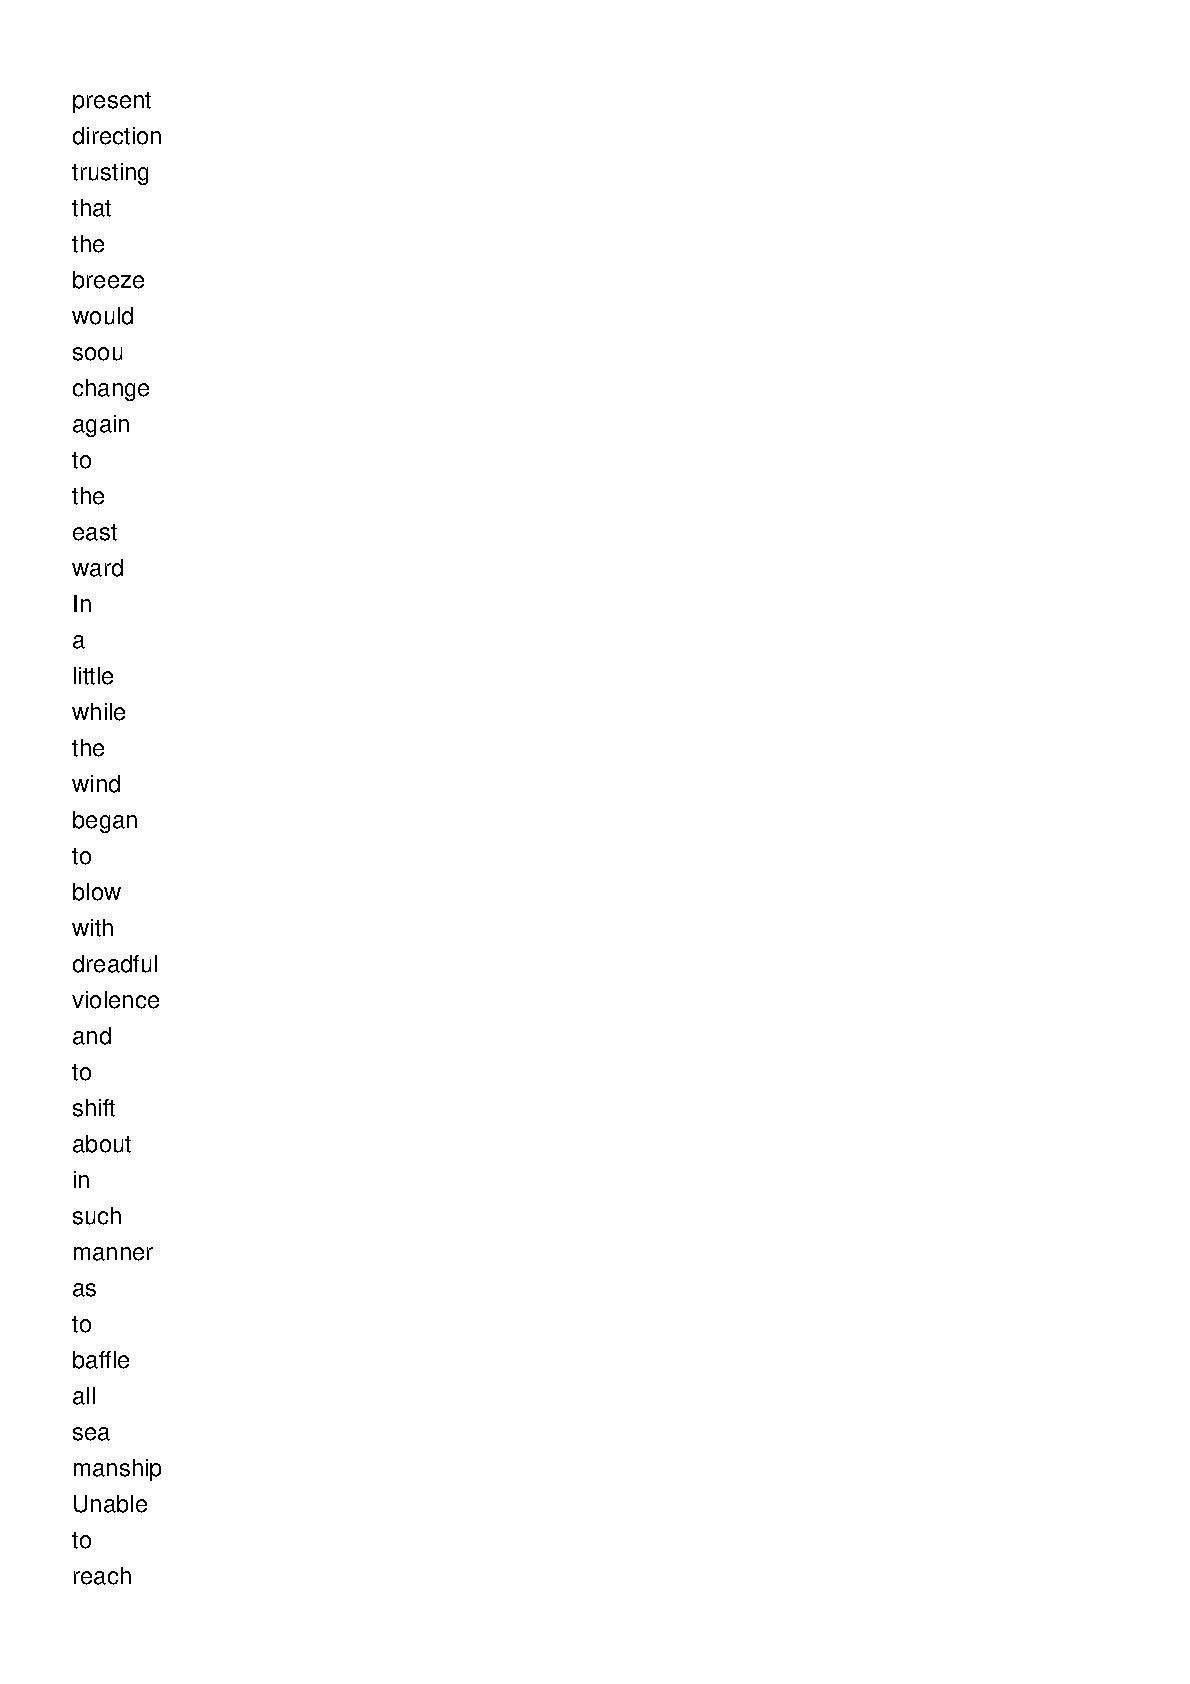 present
direction
trusting
that
the
breeze
would
soou
change
again
to
the
east
ward
In
a
little
while
the
wind
began
to
blow
with
dreadful
violence
and
to
shift
about
in
such
manner
as
to
baffle
all
sea
manship
Unable
to
reach